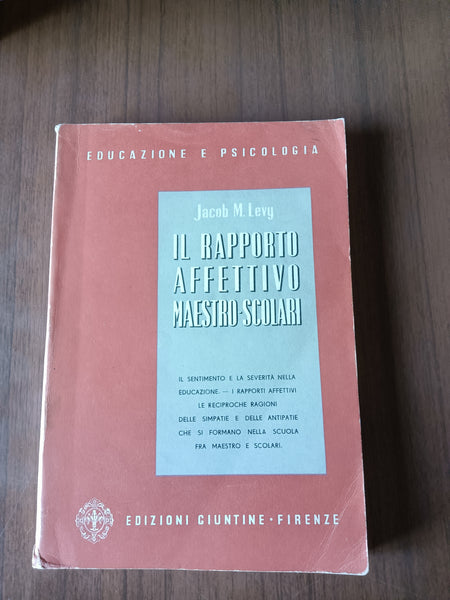 EDUCAZIONE E PSICOLOGIA
Jacob M. Levy
IL RAPPORTO
AFFETTIVO
MAESTRO-SCOLARI
IL SENTIMENTO E LA SEVERITÀ NELLA
EDUCAZIONE. — I RAPPORTI AFFETTIVI
LE RECIPROCHE RAGIONI
DELLE SIMPATIE E DELLE ANTIPATIE
CHE SI FORMANO NELLA SCUOLA
FRA MAESTRO E SCOLARI.
EDIZIONI GIUNTINE · FIRENZE